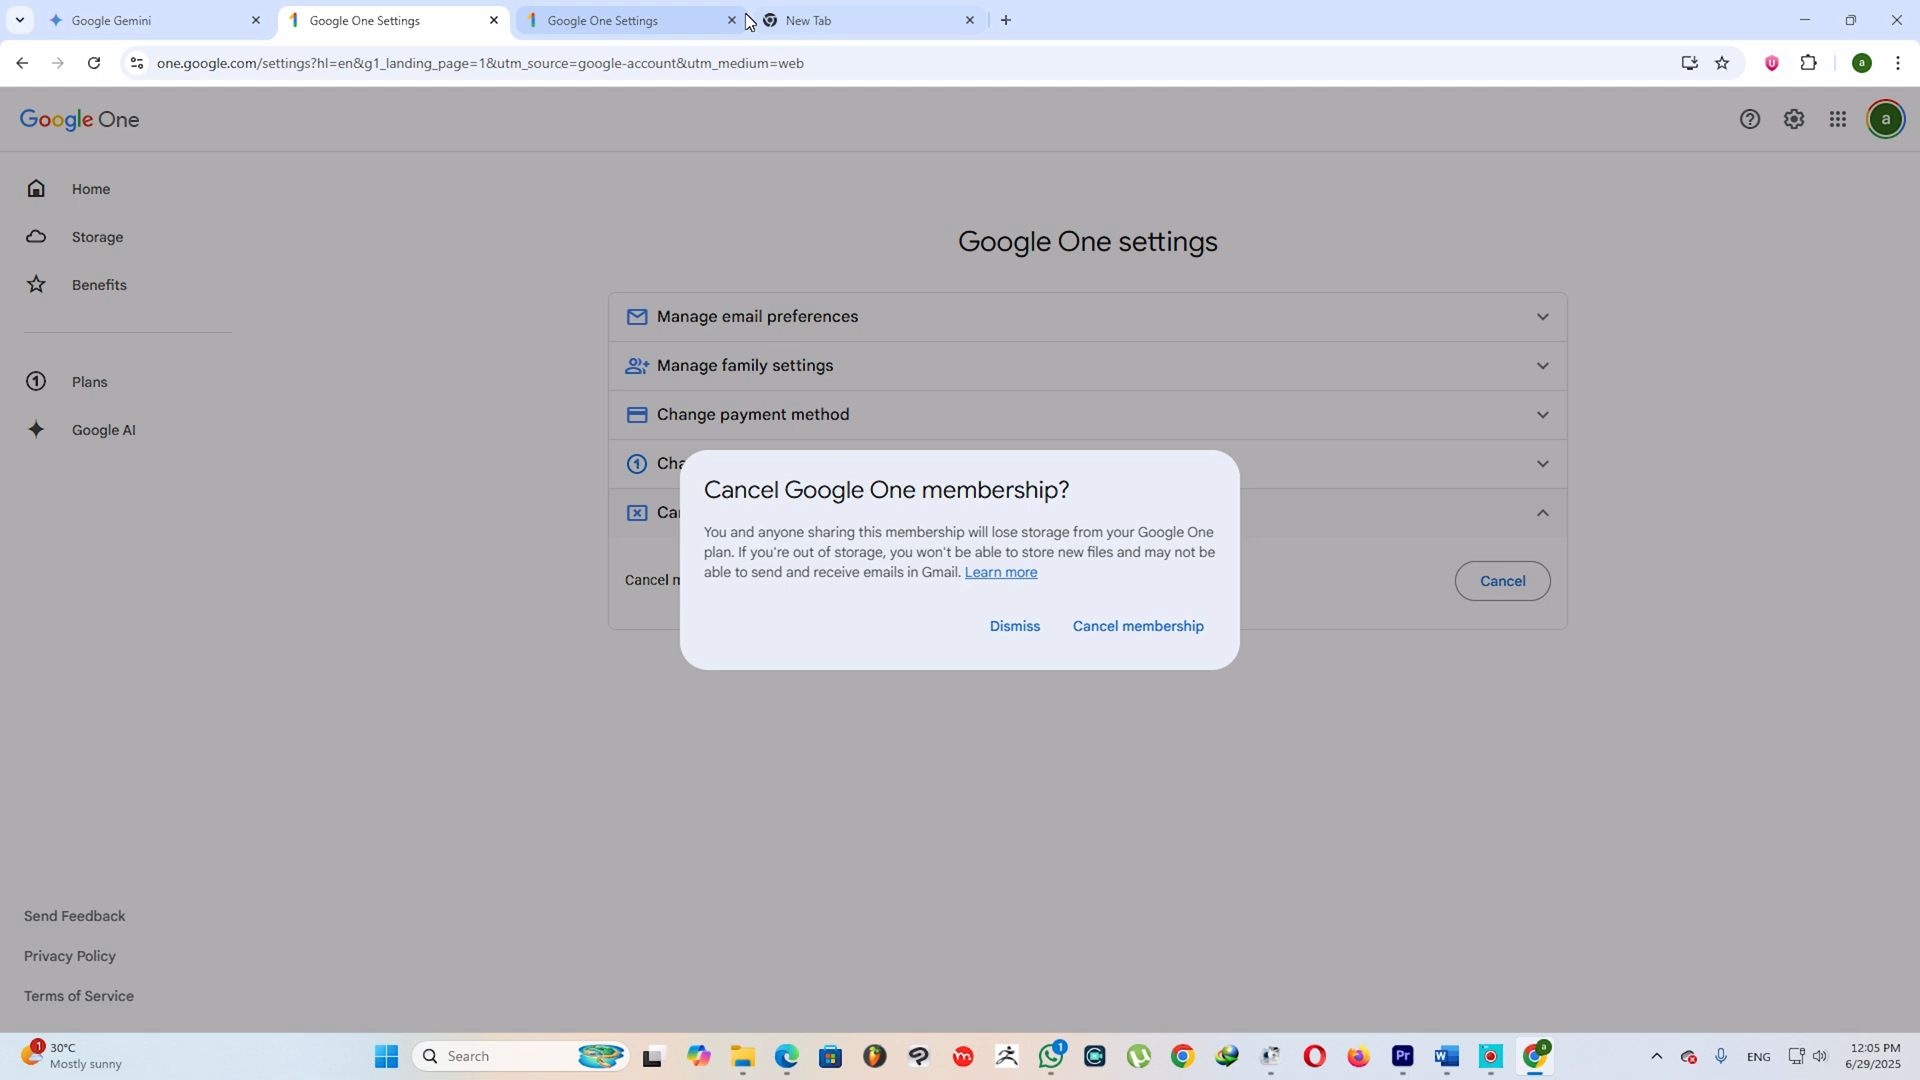 Google Gemini
Google One Settings
Google One Settings
New Tab
one.google.com/settings?hl=en&g1_landing_page=1&utm_source=google-account&utm_medium=web
a
Google One
a
Home
Storage
Benefits
Plans
Google AI
Google One settings
Manage email preferences
Manage family settings
Change payment method
Cha
Ca
Cancel m
Cancel
Cancel Google One membership?
You and anyone sharing this membership will lose storage from your Google One
plan. If you're out of storage, you won't be able to store new files and may not be
able to send and receive emails in Gmail. Learn more
Dismiss
Cancel membership
Send Feedback
Privacy Policy
Terms of Service
1
30°C
Mostly sunny
Search
1
Pr
a
ENG
12:05 PM
6/29/2025